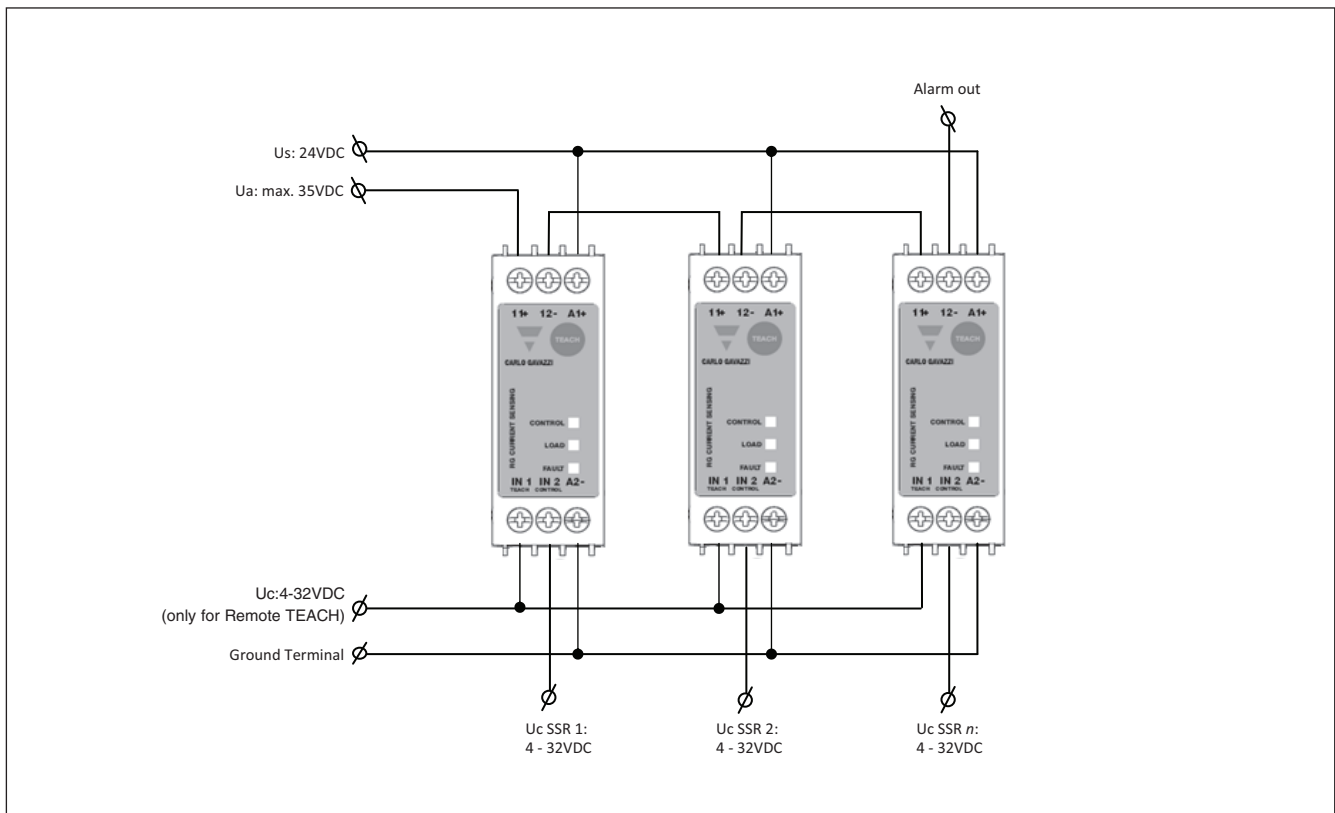 Alarm out
Us: 24VDC
Ua: max. 35VDC
11+ 12- A1+
TEACH
CARLO GAVAZZI
RG CURRENT SENSING
CONTROL
LOAD
FAULT
IN 1 IN 2 A2-
TEACH CONTROL
11+ 12- A1+
TEACH
CARLO GAVAZZI
RG CURRENT SENSING
CONTROL
LOAD
FAULT
IN 1 IN 2 A2-
TEACH CONTROL
11+ 12- A1+
TEACH
CARLO GAVAZZI
RG CURRENT SENSING
CONTROL
LOAD
FAULT
IN 1 IN 2 A2-
TEACH CONTROL
Uc:4-32VDC
(only for Remote TEACH)
Ground Terminal
Uc SSR 1:
4 - 32VDC
Uc SSR 2:
4 - 32VDC
Uc SSR n:
4 - 32VDC